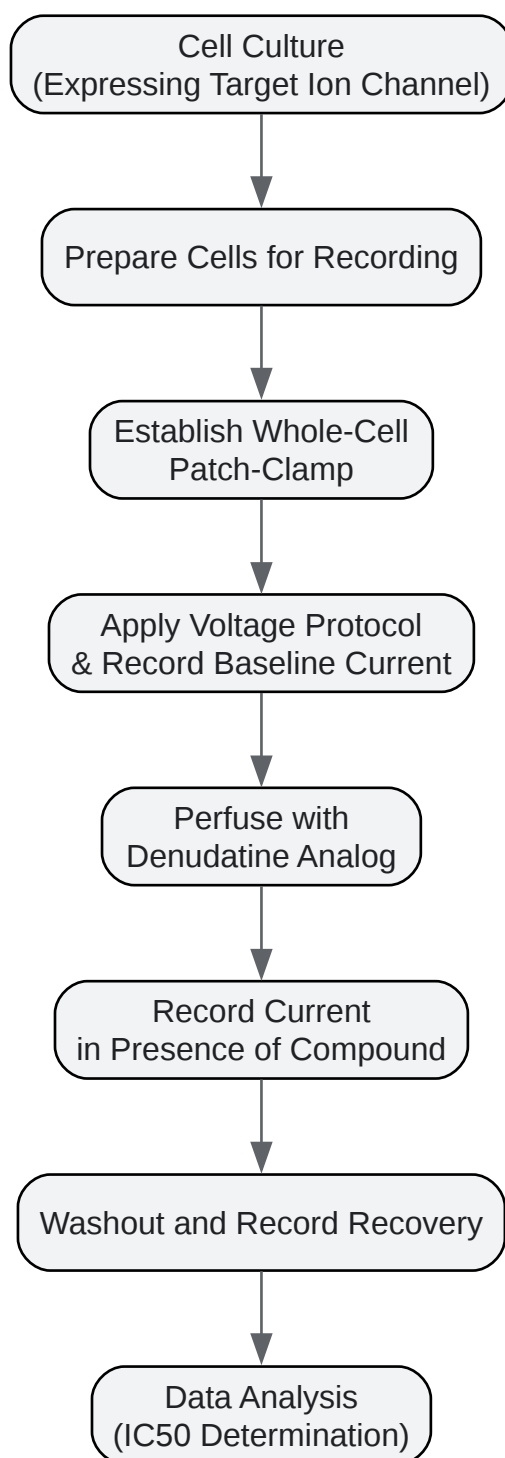 Cell Culture
(Expressing Target Ion Channel)
Prepare Cells for Recording
Establish Whole-Cell
Patch-Clamp
Apply Voltage Protocol
& Record Baseline Current
Perfuse with
Denudatine Analog
Record Current
in Presence of Compound
Washout and Record Recovery
Data Analysis
(IC50 Determination)